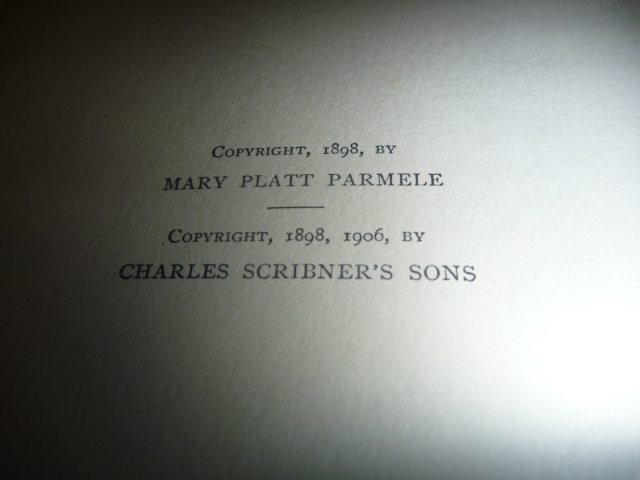 Copyright, 1898, by
MARY PLATT PARMELE
Copyright, 1898, 1906, by
CHARLES SCRIBNER'S SONS